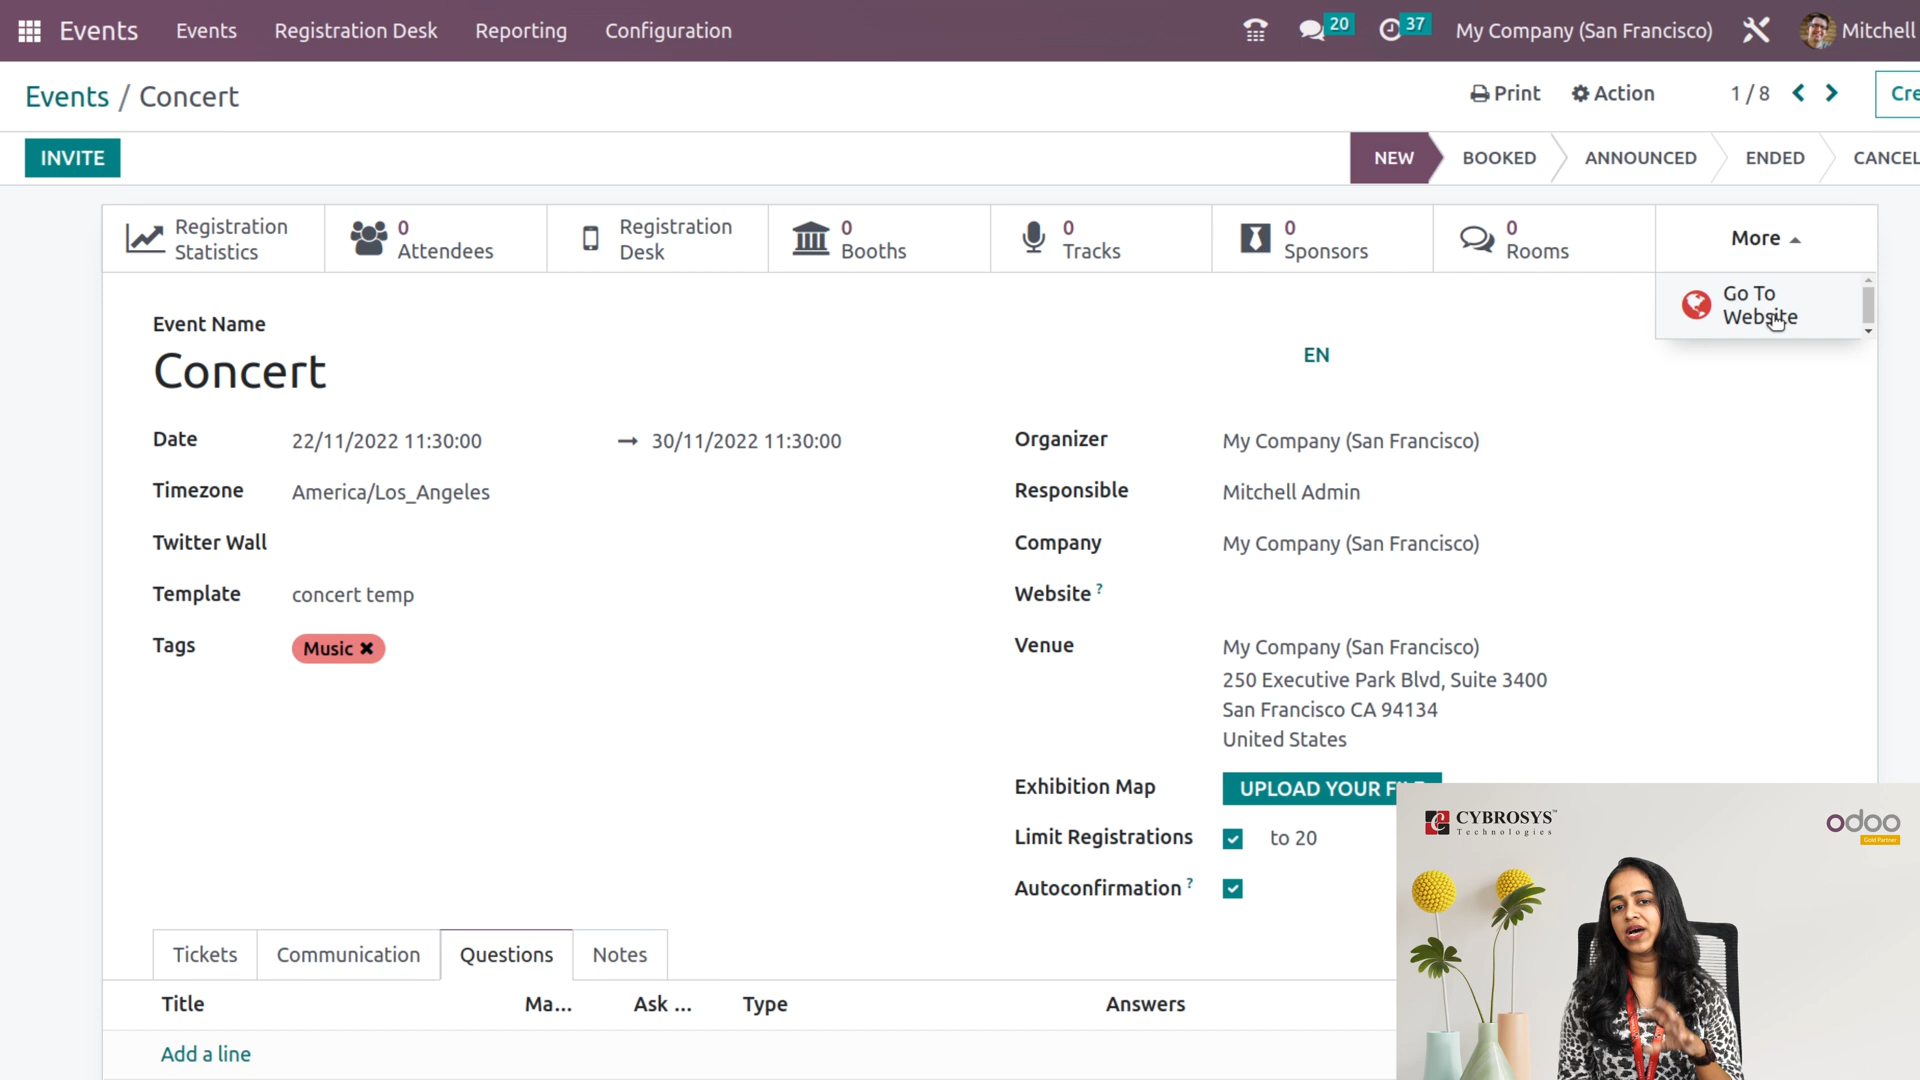 Events Events Registration Desk Reporting Configuration 20 37 My Company (San Francisco) Mitchell
Events / Concert Print Action 1 / 8 Cre
INVITE NEW BOOKED ANNOUNCED ENDED CANCEL
Registration Statistics
0 Attendees
Registration Desk
0 Booths
0 Tracks
0 Sponsors
0 Rooms
More
Go To
Website
Event Name
Concert
EN
Date 22/11/2022 11:30:00 → 30/11/2022 11:30:00
Timezone America/Los_Angeles
Twitter Wall
Template concert temp
Tags Music ✖
Organizer My Company (San Francisco)
Responsible Mitchell Admin
Company My Company (San Francisco)
Website ?
Venue My Company (San Francisco)
250 Executive Park Blvd, Suite 3400
San Francisco CA 94134
United States
Exhibition Map UPLOAD YOUR
Limit Registrations to 20
Autoconfirmation ?
Tickets Communication Questions Notes
Title Ma... Ask ... Type Answers
Add a line
CYBROSYS™
Technologies
odoo
Gold Partner